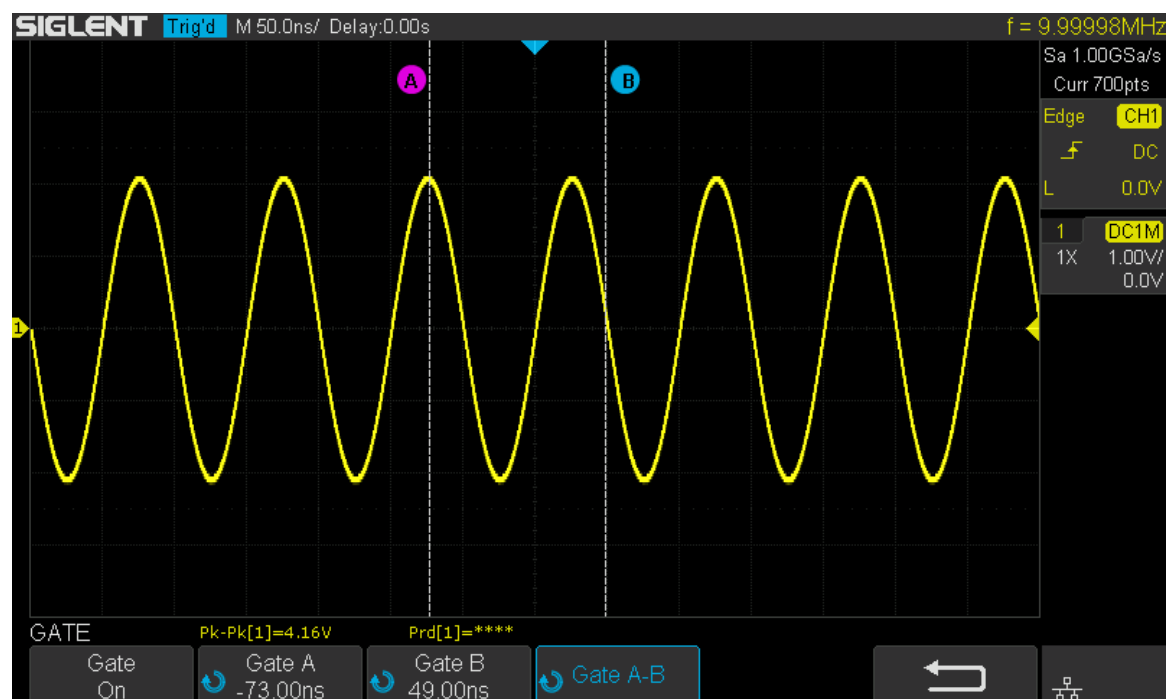 SIGLENT Trig'd M 50.0ns/ Delay:0.00s f = 9.99998MHz
Sa 1.00GSa/s
Curr 700pts
A B
Edge CH1
DC
L 0.0V
1 DC1M
1X 1.00V/
0.0V
1
GATE Pk-Pk[1]=4.16V Prd[1]=****
Gate Gate A Gate B Gate A-B
On -73.00ns 49.00ns